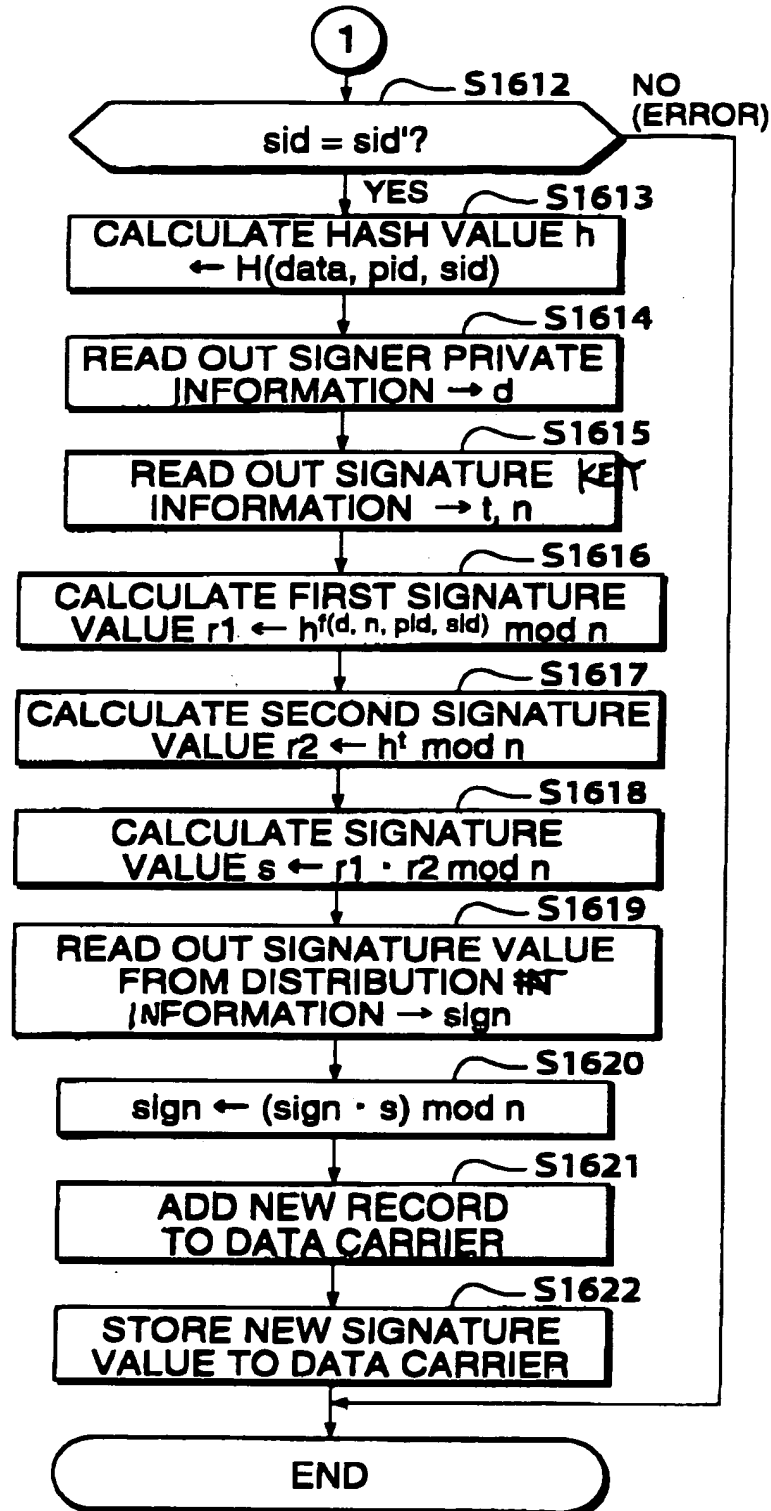 1
S1612
NO
(ERROR)
sid = sid'?
YES
S1613
CALCULATE HASH VALUE h
← H(data, pid, sid)
S1614
READ OUT SIGNER PRIVATE
INFORMATION → d
S1615
READ OUT SIGNATURE KEY
INFORMATION → t, n
S1616
CALCULATE FIRST SIGNATURE
VALUE r1 ← h^f(d, n, pid, sid) mod n
S1617
CALCULATE SECOND SIGNATURE
VALUE r2 ← h^t mod n
S1618
CALCULATE SIGNATURE
VALUE s ← r1 · r2 mod n
S1619
READ OUT SIGNATURE VALUE
FROM DISTRIBUTION IN
INFORMATION → sign
S1620
sign ← (sign · s) mod n
S1621
ADD NEW RECORD
TO DATA CARRIER
S1622
STORE NEW SIGNATURE
VALUE TO DATA CARRIER
END